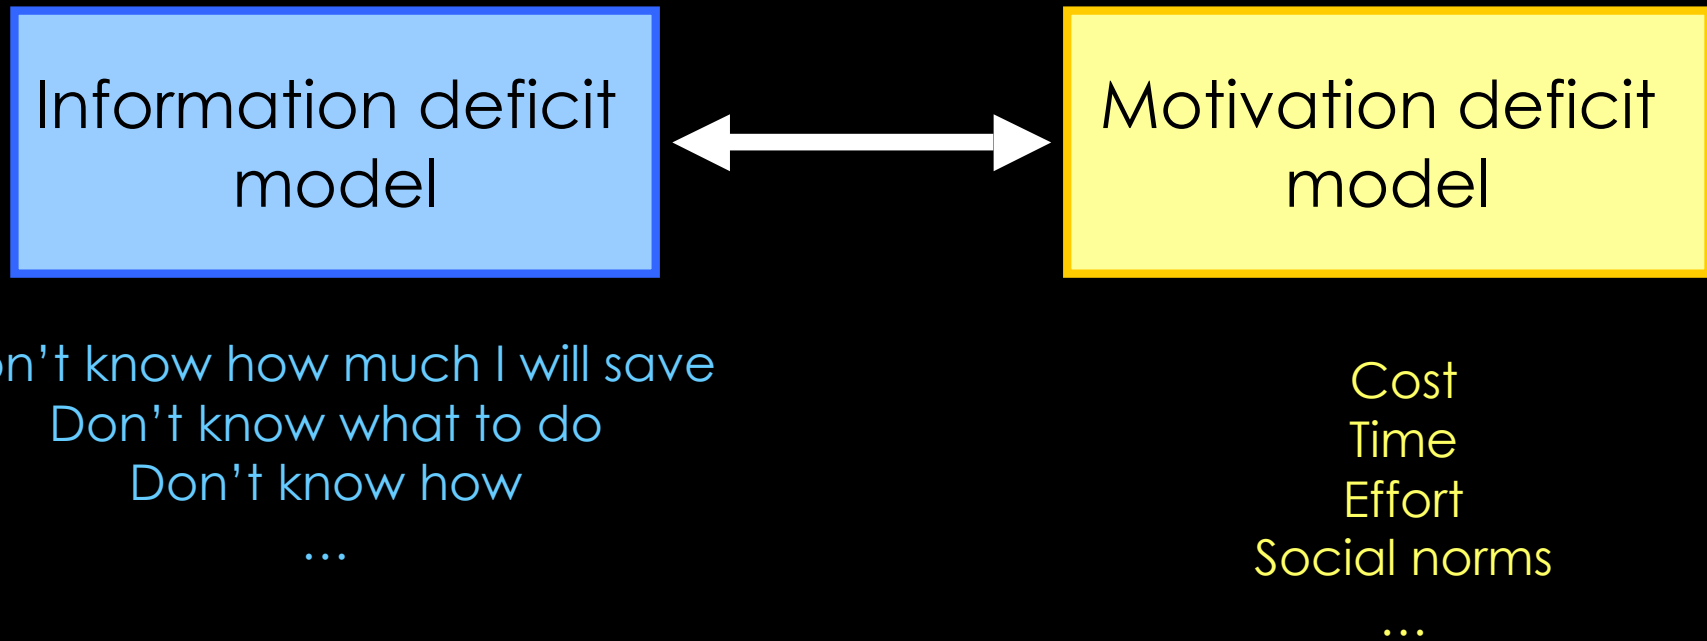 Information deficit
model
Motivation deficit
model
n't know how much I will save
Don't know what to do
Don't know how
…
Cost
Time
Effort
Social norms
…